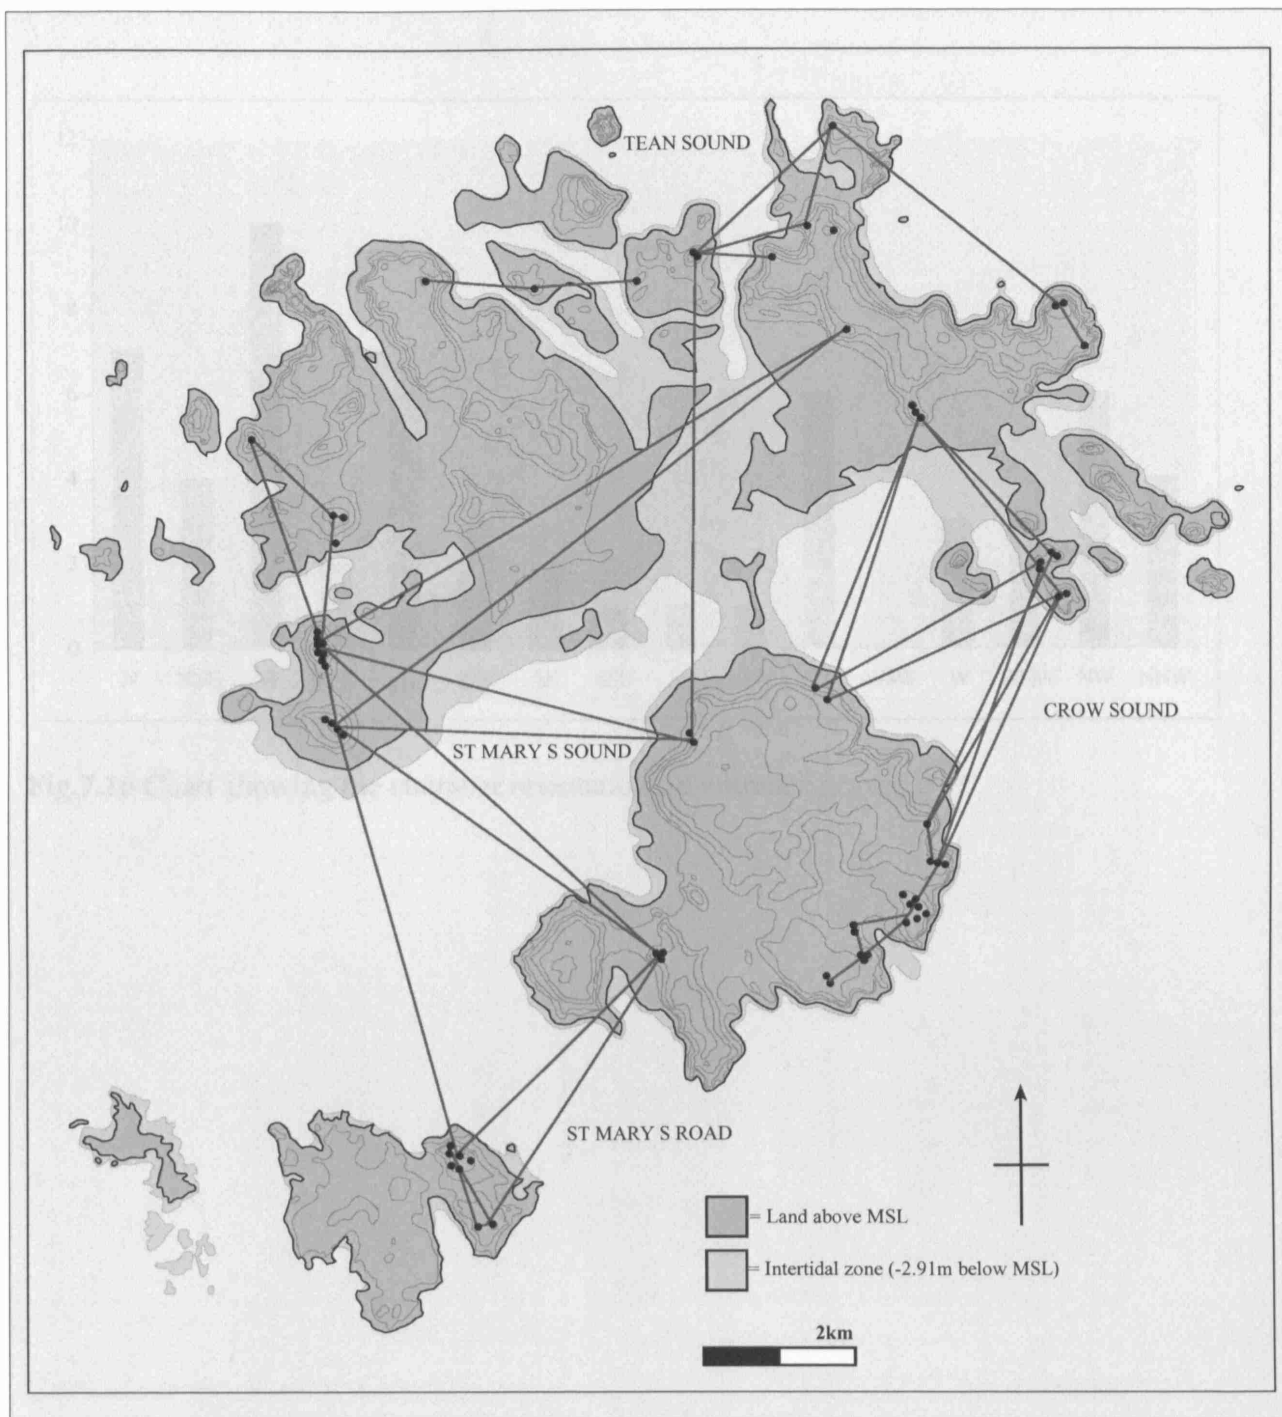 TEAN SOUND
CROW SOUND
ST MARY S SOUND
ST MARY S ROAD
= Land above MSL
= Intertidal zone (-2.91m below MSL)
2km